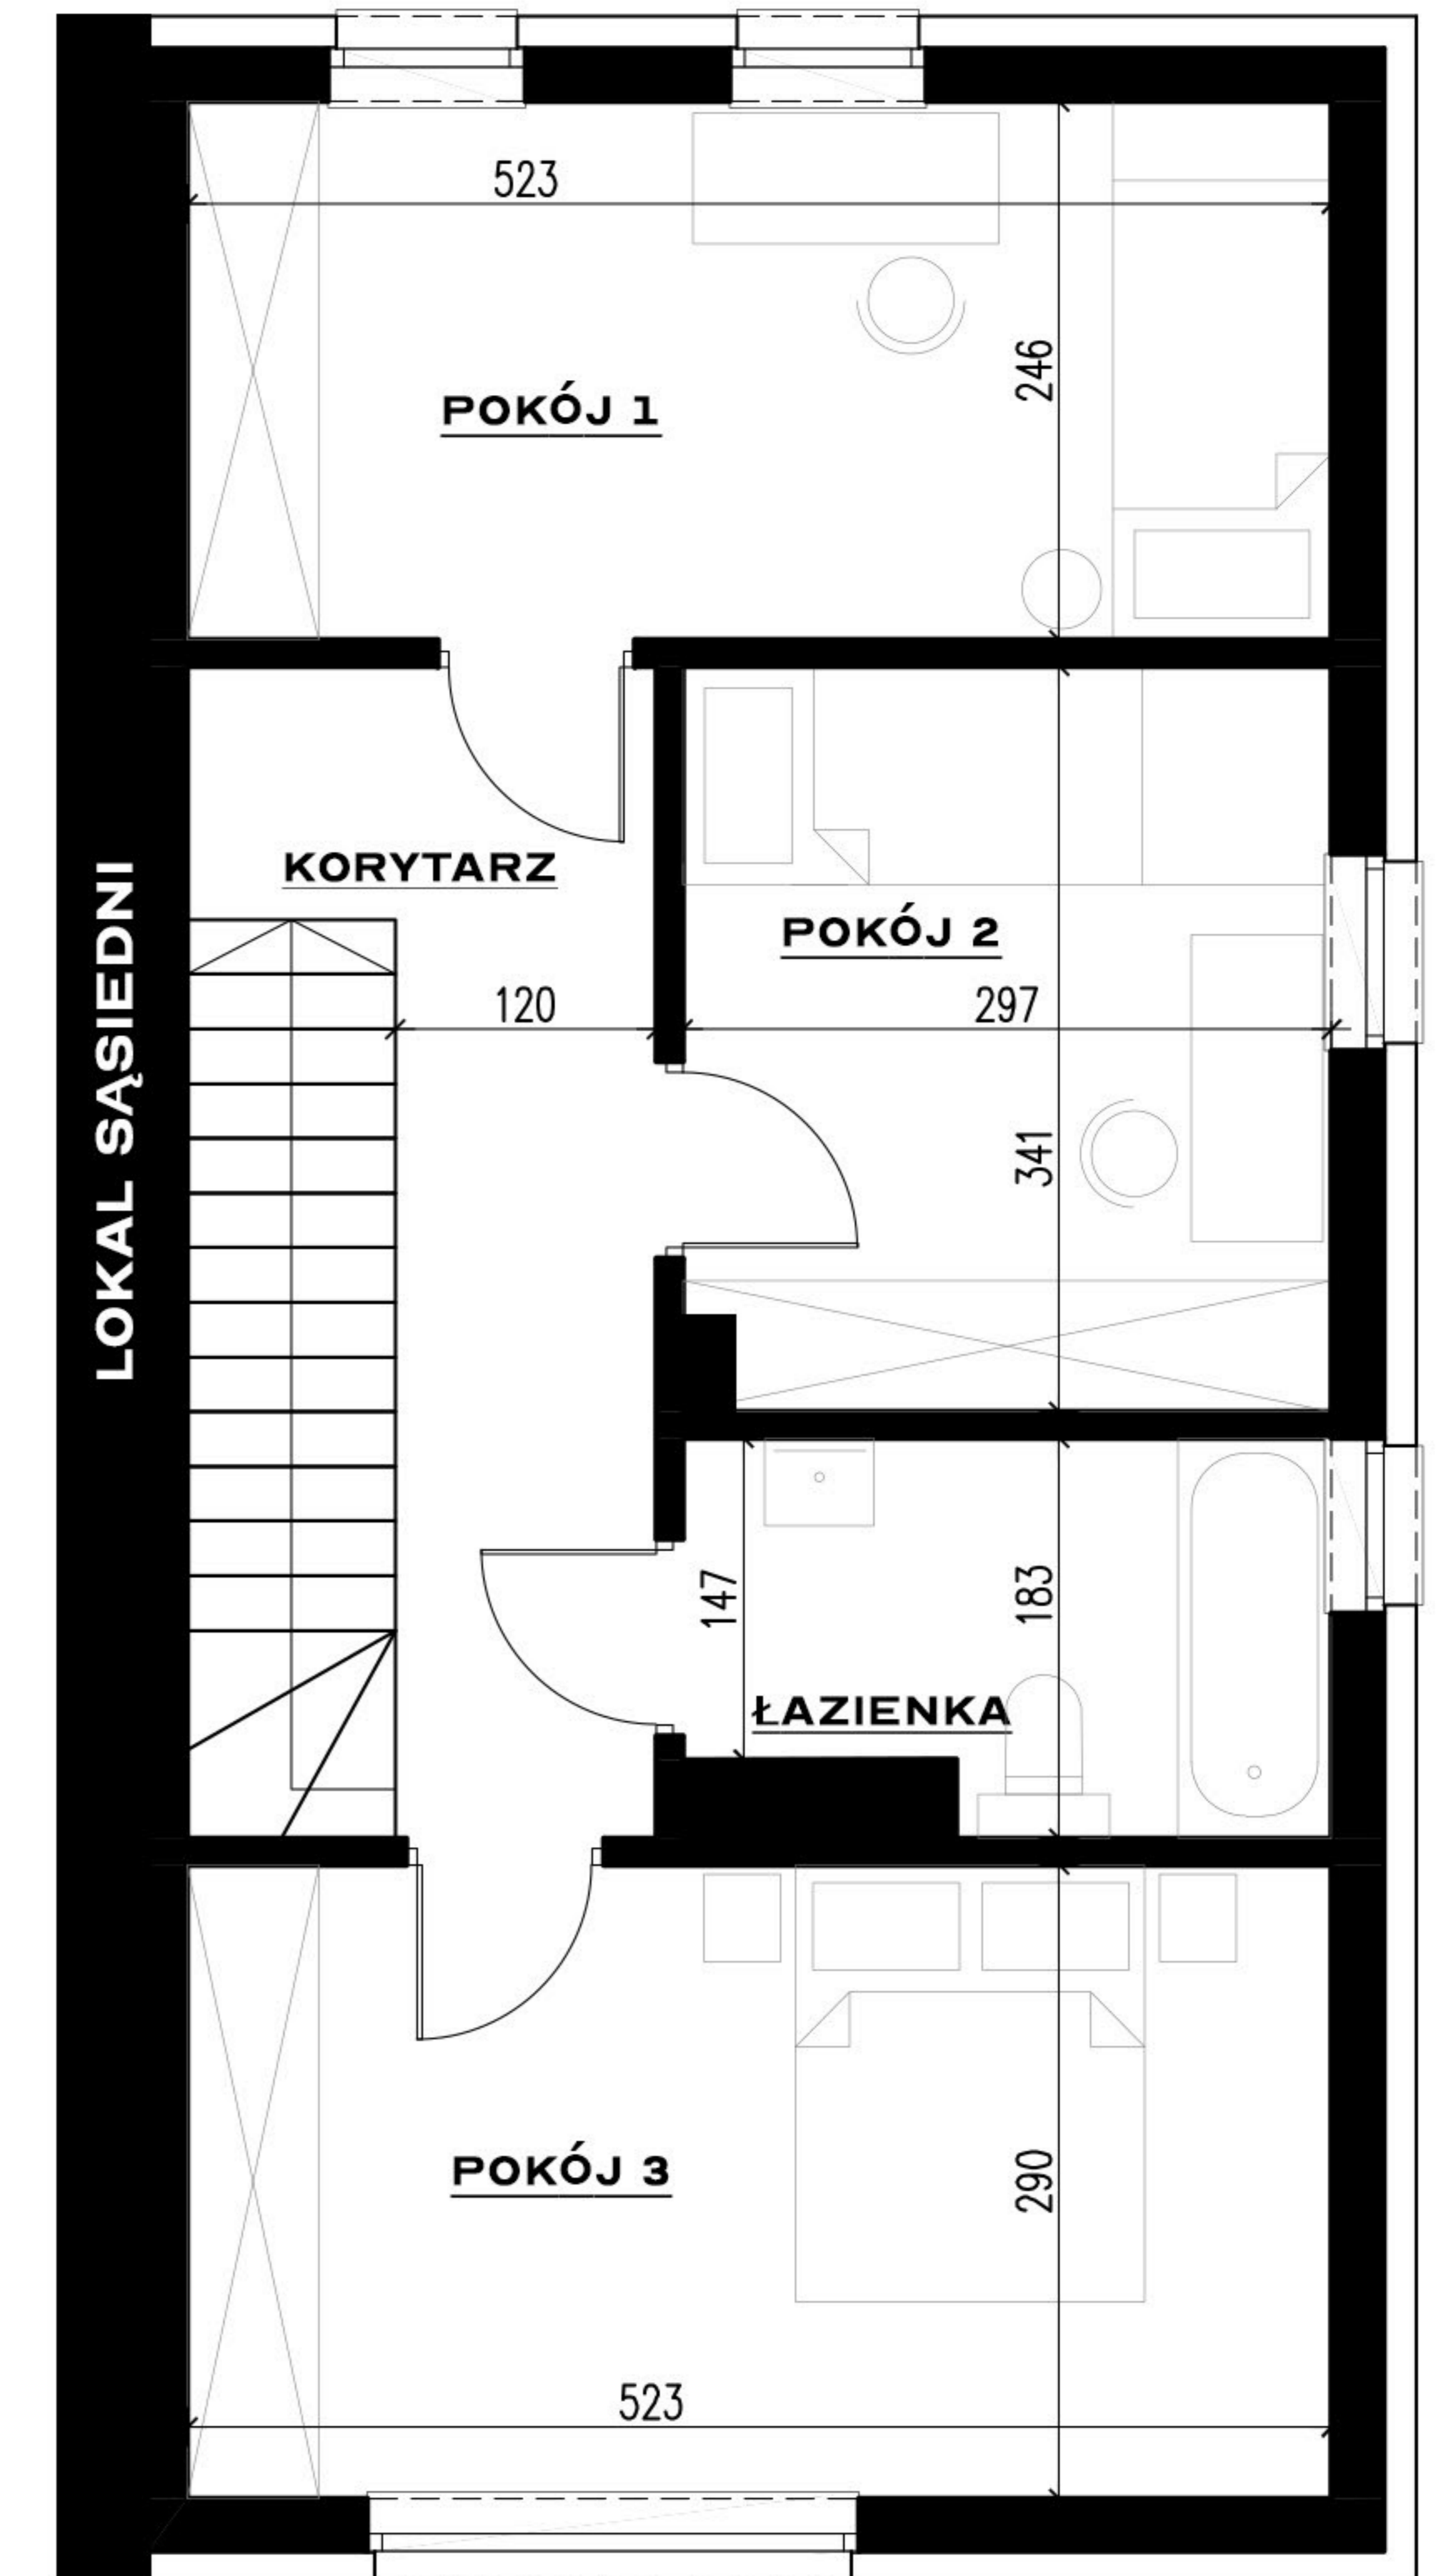 523
246
POKÓJ 1
KORYTARZ
POKÓJ 2
120
297
LOKAL SĄSIEDNI
341
147
183
ŁAZIENKA
POKÓJ 3
290
523